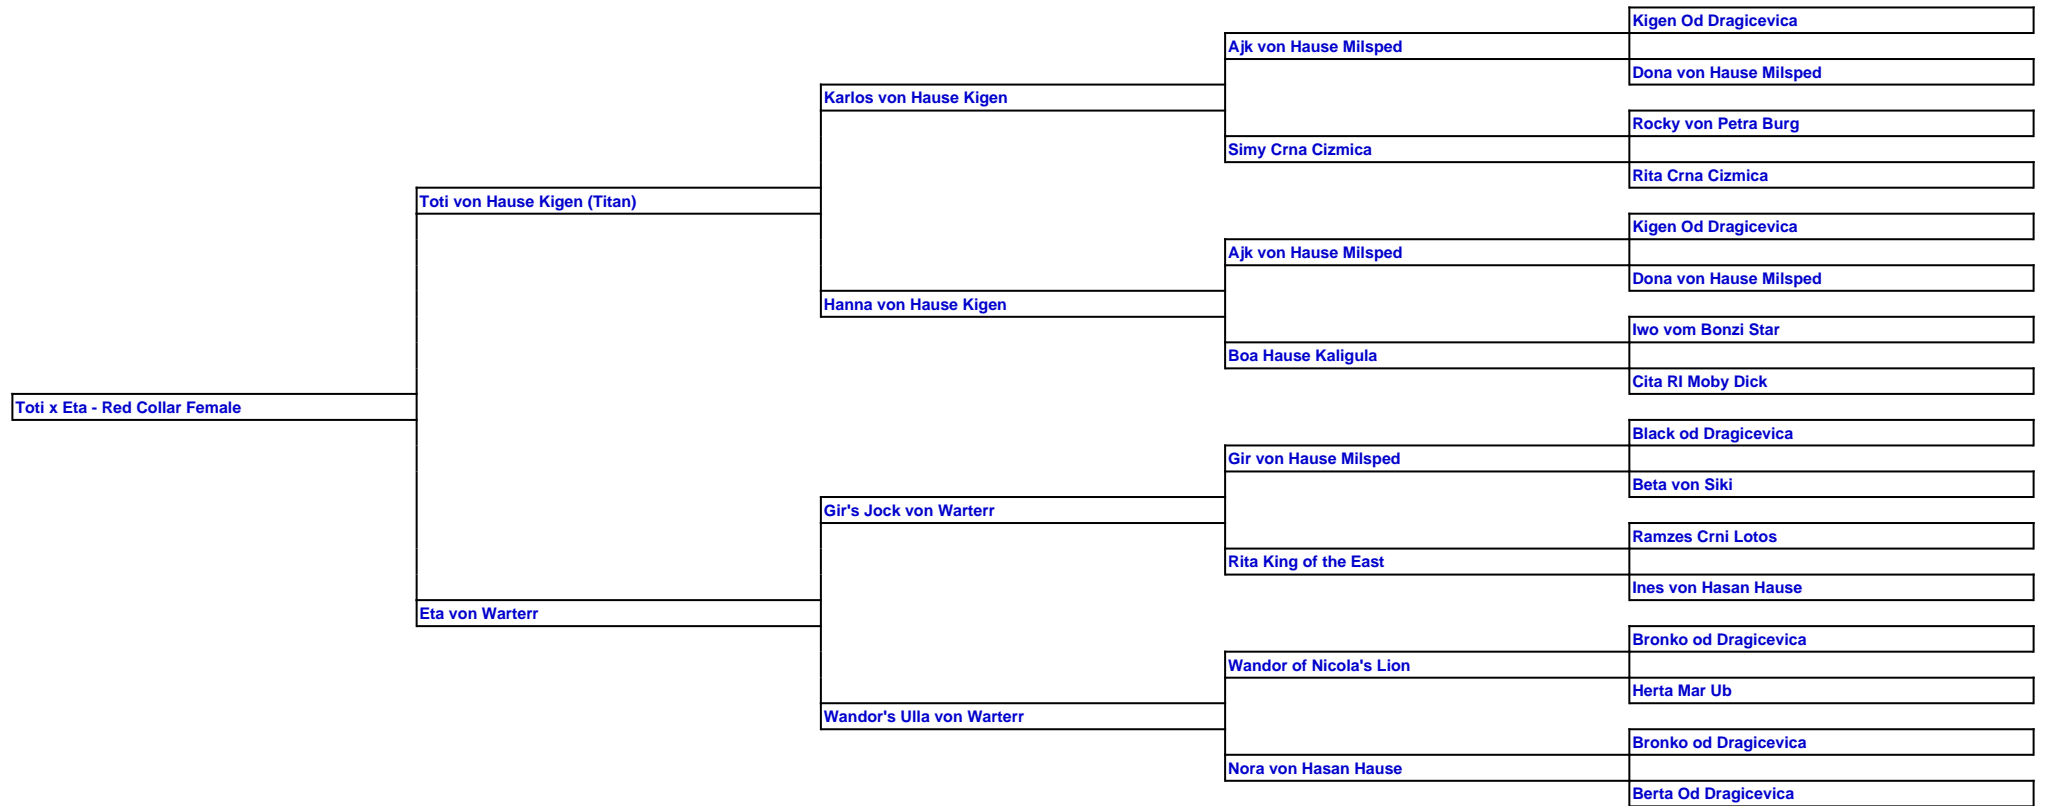 Kigen Od Dragicevica
Ajk von Hause Milsped
Dona von Hause Milsped
Karlos von Hause Kigen
Rocky von Petra Burg
Simy Crna Cizmica
Rita Crna Cizmica
Toti von Hause Kigen (Titan)
Kigen Od Dragicevica
Ajk von Hause Milsped
Dona von Hause Milsped
Hanna von Hause Kigen
Iwo vom Bonzi Star
Boa Hause Kaligula
Cita RI Moby Dick
Toti x Eta - Red Collar Female
Black od Dragicevica
Gir von Hause Milsped
Beta von Siki
Gir's Jock von Warterr
Ramzes Crni Lotos
Rita King of the East
Ines von Hasan Hause
Eta von Warterr
Bronko od Dragicevica
Wandor of Nicola's Lion
Herta Mar Ub
Wandor's Ulla von Warterr
Bronko od Dragicevica
Nora von Hasan Hause
Berta Od Dragicevica